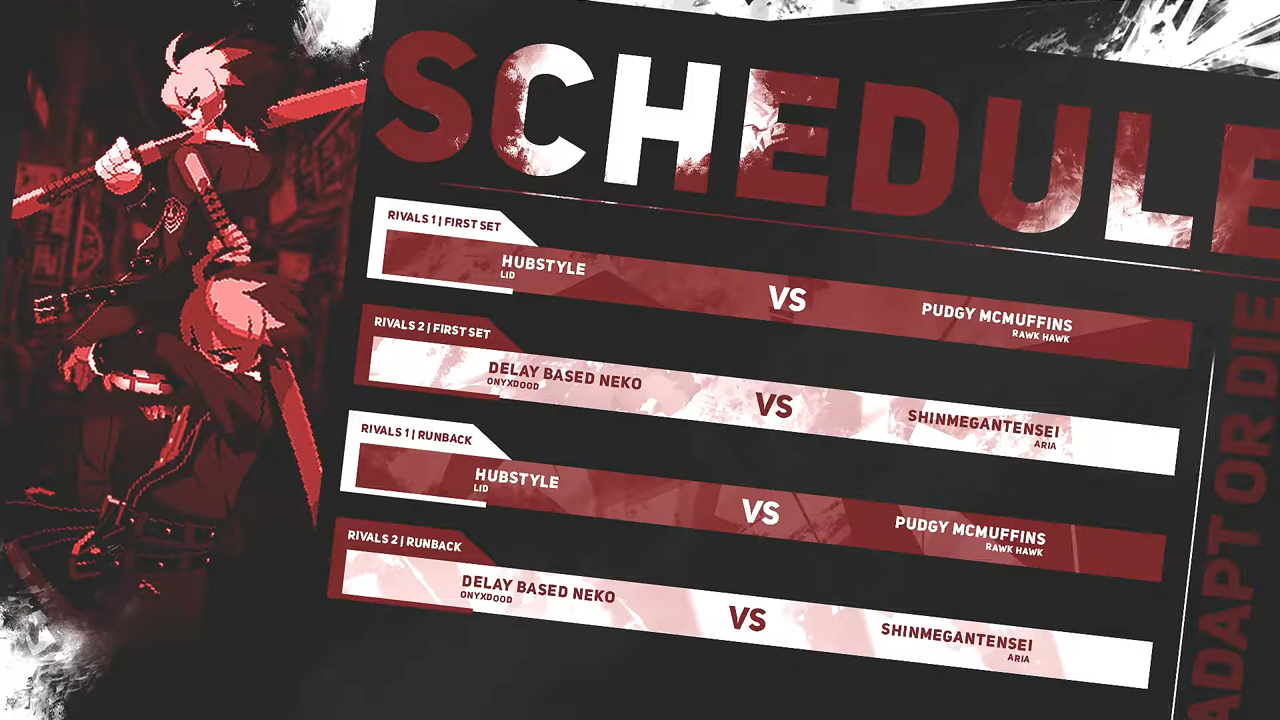 SCHEDULE
RIVALS 1 | FIRST SET
HUBSTYLE
LID
VS
PUDGY MCMUFFINS
RAWK HAWK
RIVALS 2 | FIRST SET
DELAY BASED NEKO
ONYXDOOD
VS
SHINMEGANTENSEI
ARIA
RIVALS 1 | RUNBACK
HUBSTYLE
LID
VS
PUDGY MCMUFFINS
RAWK HAWK
RIVALS 2 | RUNBACK
DELAY BASED NEKO
ONYXDOOD
VS
SHINMEGANTENSEI
ARIA
ADAPT OR DIE